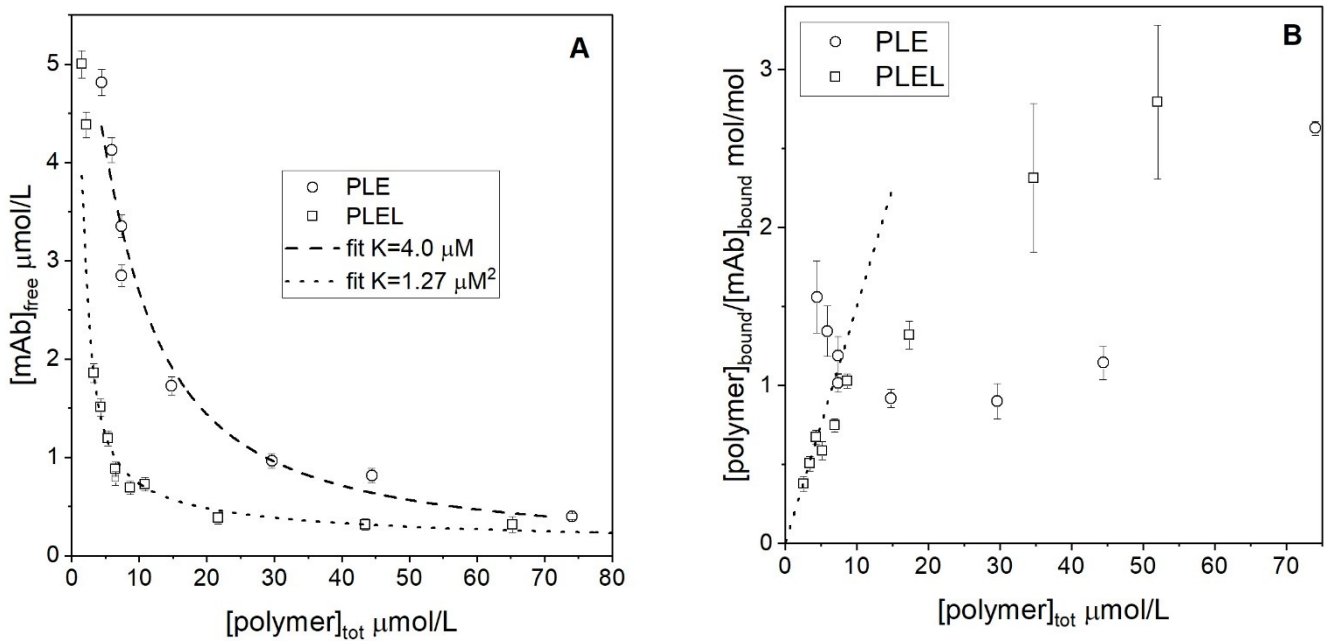 A
[mAb]free μmol/L
5
4
3
2
1
0
PLE
PLEL
fit K=4.0 μM
fit K=1.27 μM²
0 10 20 30 40 50 60 70 80
[polymer]tot μmol/L
B
[polymer]bound/[mAb]bound mol/mol
PLE
PLEL
3
2
1
0
0 10 20 30 40 50 60 70
[polymer]tot μmol/L